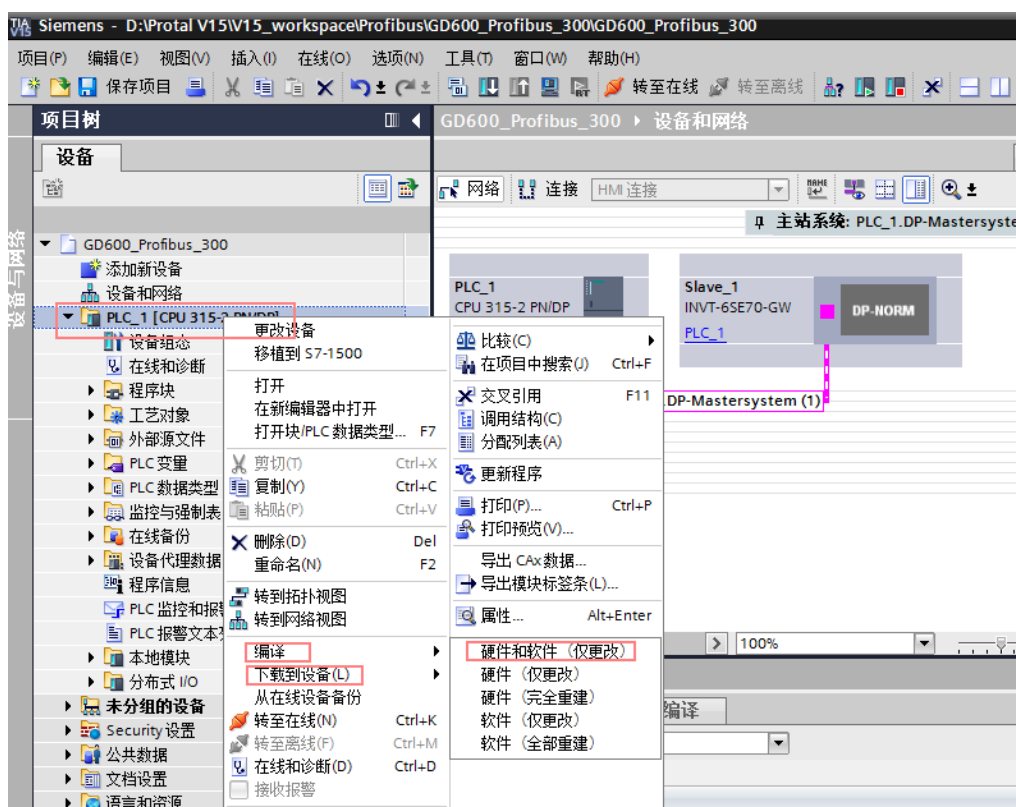 Siemens - D:\Protal V15\V15_workspace\Profibus\GD600_Profibus_300\GD600_Profibus_300
项目(P) 编辑(E) 视图(V) 插入(I) 在线(O) 选项(N) 工具(T) 窗口(W) 帮助(H)
保存项目 转至在线 转至离线
项目树
GD600_Profibus_300 设备和网络
设备
网络 连接 HMI 连接
主站系统: PLC_1.DP-Mastersyste
设备与网络
GD600_Profibus_300
添加新设备
设备和网络
PLC_1 [CPU 315-2 PN/DP]
设备组态
在线和诊断
程序块
工艺对象
外部源文件
PLC 变量
PLC 数据类型
监控与强制表
在线备份
设备代理数据
程序信息
PLC 监控和报
PLC 报警文本
本地模块
分布式 I/O
未分组的设备
Security 设置
公共数据
文档设置
语言和资源
PLC_1
CPU 315-2 PN/DP
Slave_1
INVT-6SE70-GW
PLC_1
DP-NORM
.DP-Mastersystem (1)
更改设备
移植到 S7-1500
打开
在新编辑器中打开
打开块/PLC 数据类型... F7
剪切(T) Ctrl+X
复制(Y) Ctrl+C
粘贴(P) Ctrl+V
删除(D) Del
重命名(N) F2
转到拓扑视图
转到网络视图
编译
下载到设备(L)
从在线设备备份
转至在线(N) Ctrl+K
转至离线(F) Ctrl+M
在线和诊断(D) Ctrl+D
接收报警
比较(C)
在项目中搜索(J) Ctrl+F
交叉引用 F11
调用结构(C)
分配列表(A)
更新程序
打印(P)... Ctrl+P
打印预览(V)...
导出 CAx 数据...
导出模块标签条(L)...
属性... Alt+Enter
硬件和软件（仅更改）
硬件（仅更改）
硬件（完全重建）
软件（仅更改）
软件（全部重建）
100%
编译